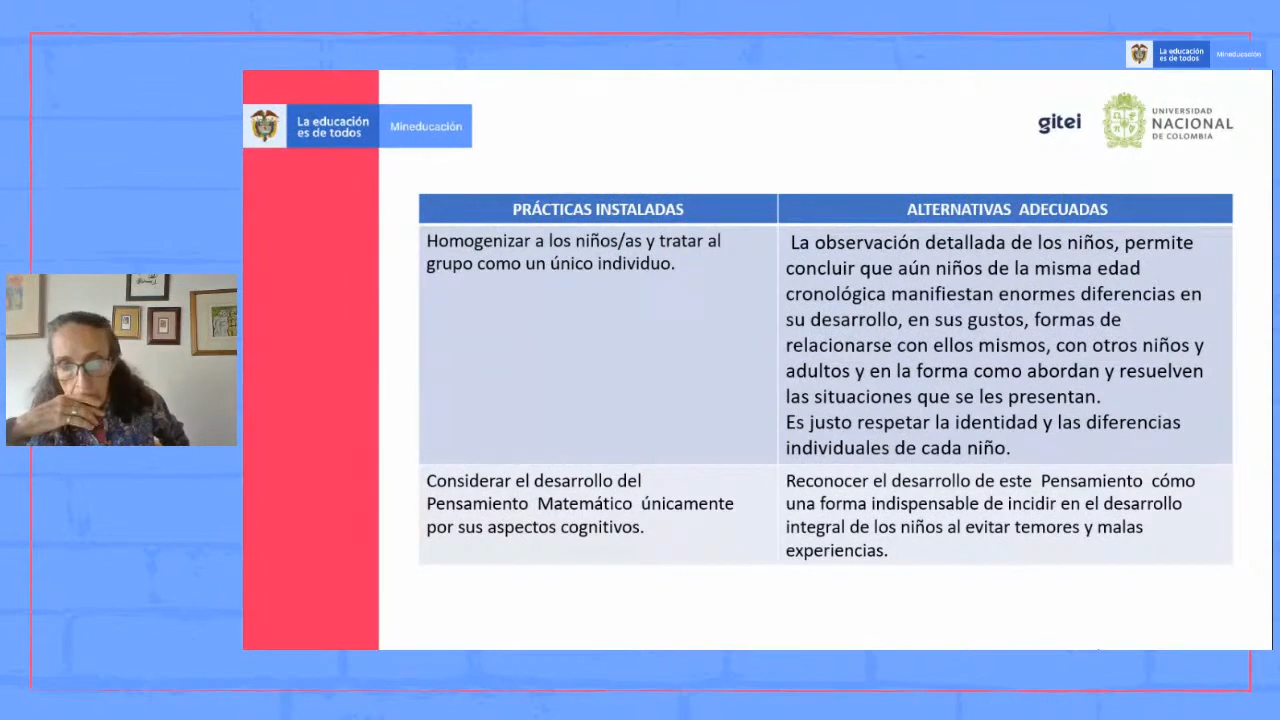 La educación
es de todos
Mineducación
La educación
es de todos
Mineducación
gitei
UNIVERSIDAD
NACIONAL
DE COLOMBIA
PRÁCTICAS INSTALADAS
ALTERNATIVAS ADECUADAS
Homogenizar a los niños/as y tratar al
grupo como un único individuo.
La observación detallada de los niños, permite
concluir que aún niños de la misma edad
cronológica manifiestan enormes diferencias en
su desarrollo, en sus gustos, formas de
relacionarse con ellos mismos, con otros niños y
adultos y en la forma como abordan y resuelven
las situaciones que se les presentan.
Es justo respetar la identidad y las diferencias
individuales de cada niño.
Considerar el desarrollo del
Pensamiento Matemático únicamente
por sus aspectos cognitivos.
Reconocer el desarrollo de este Pensamiento cómo
una forma indispensable de incidir en el desarrollo
integral de los niños al evitar temores y malas
experiencias.